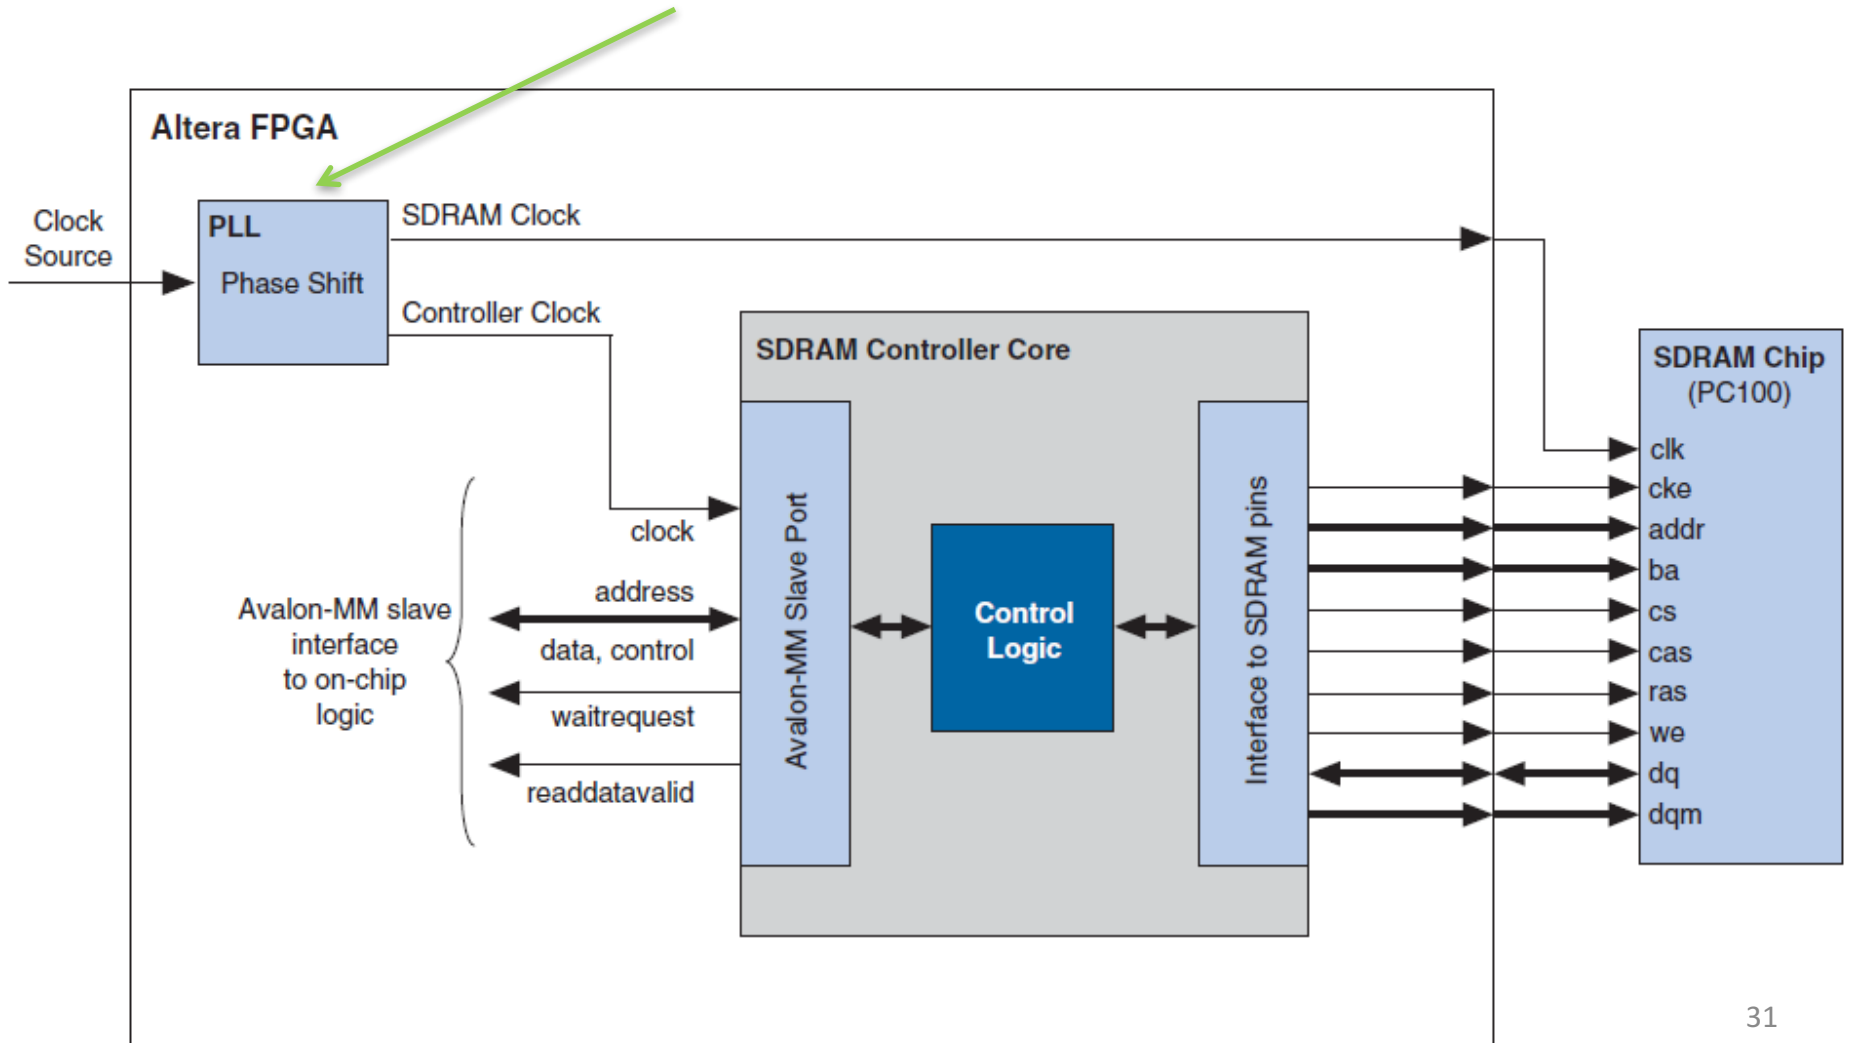 Altera FPGA
Clock
Source
PLL
Phase Shift
SDRAM Clock
Controller Clock
SDRAM Controller Core
SDRAM Chip
(PC100)
Avalon-MM slave
interface
to on-chip
logic
clock
address
data, control
waitrequest
readdatavalid
Avalon-MM Slave Port
Control
Logic
Interface to SDRAM pins
clk
cke
addr
ba
cs
cas
ras
we
dq
dqm
31